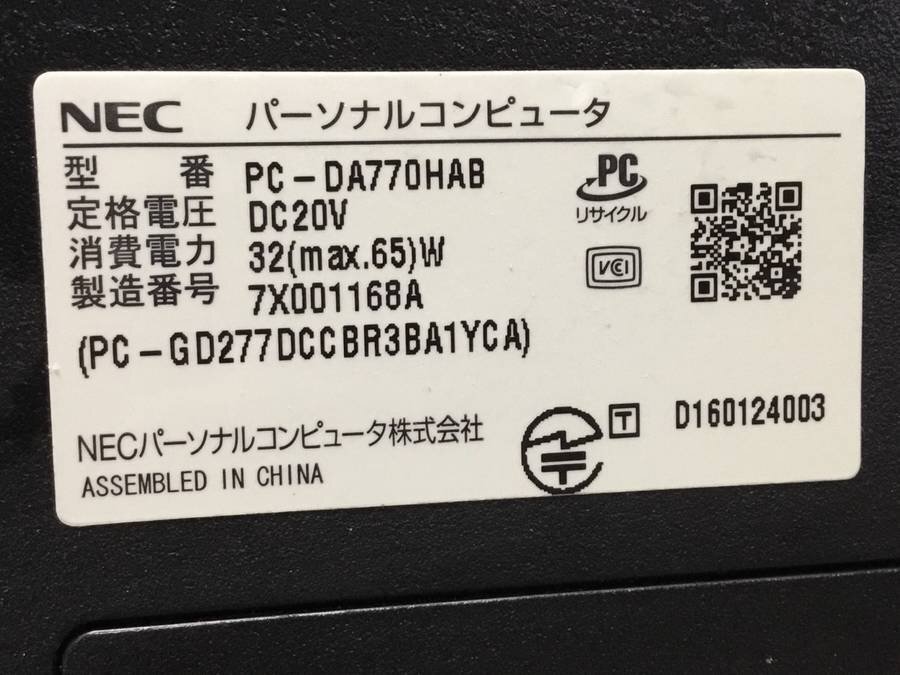 NEC パーソナルコンピュータ
型 番 PC-DA770HAB
定格電圧 DC20V
消費電力 32(max.65)W
製造番号 7X001168A
(PC-GD277DCCBR3BA1YCA)
PC
リサイクル
VCCI
NECパーソナルコンピュータ株式会社
ASSEMBLED IN CHINA
T
D160124003